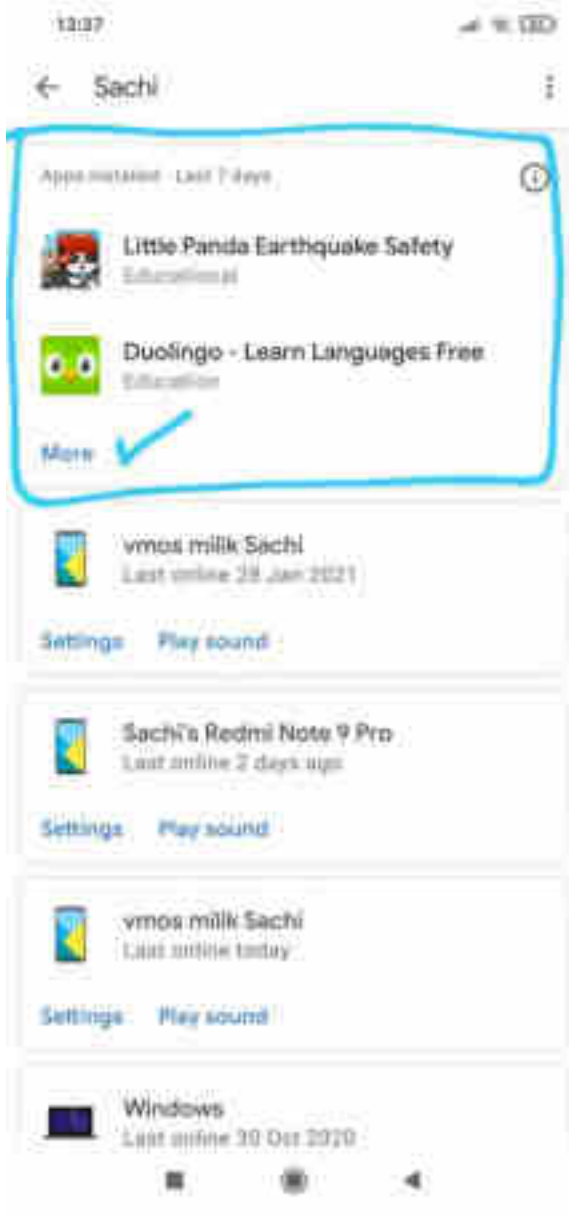 13:37
Sachi
Apps installed · Last 7 days
Little Panda Earthquake Safety
Educational
Duolingo - Learn Languages Free
Education
More
vmos milik Sachi
Last online 28 Jan 2021
Settings Play sound
Sachi's Redmi Note 9 Pro
Last online 2 days ago
Settings Play sound
vmos milik Sachi
Last online today
Settings Play sound
Windows
Last online 30 Oct 2020